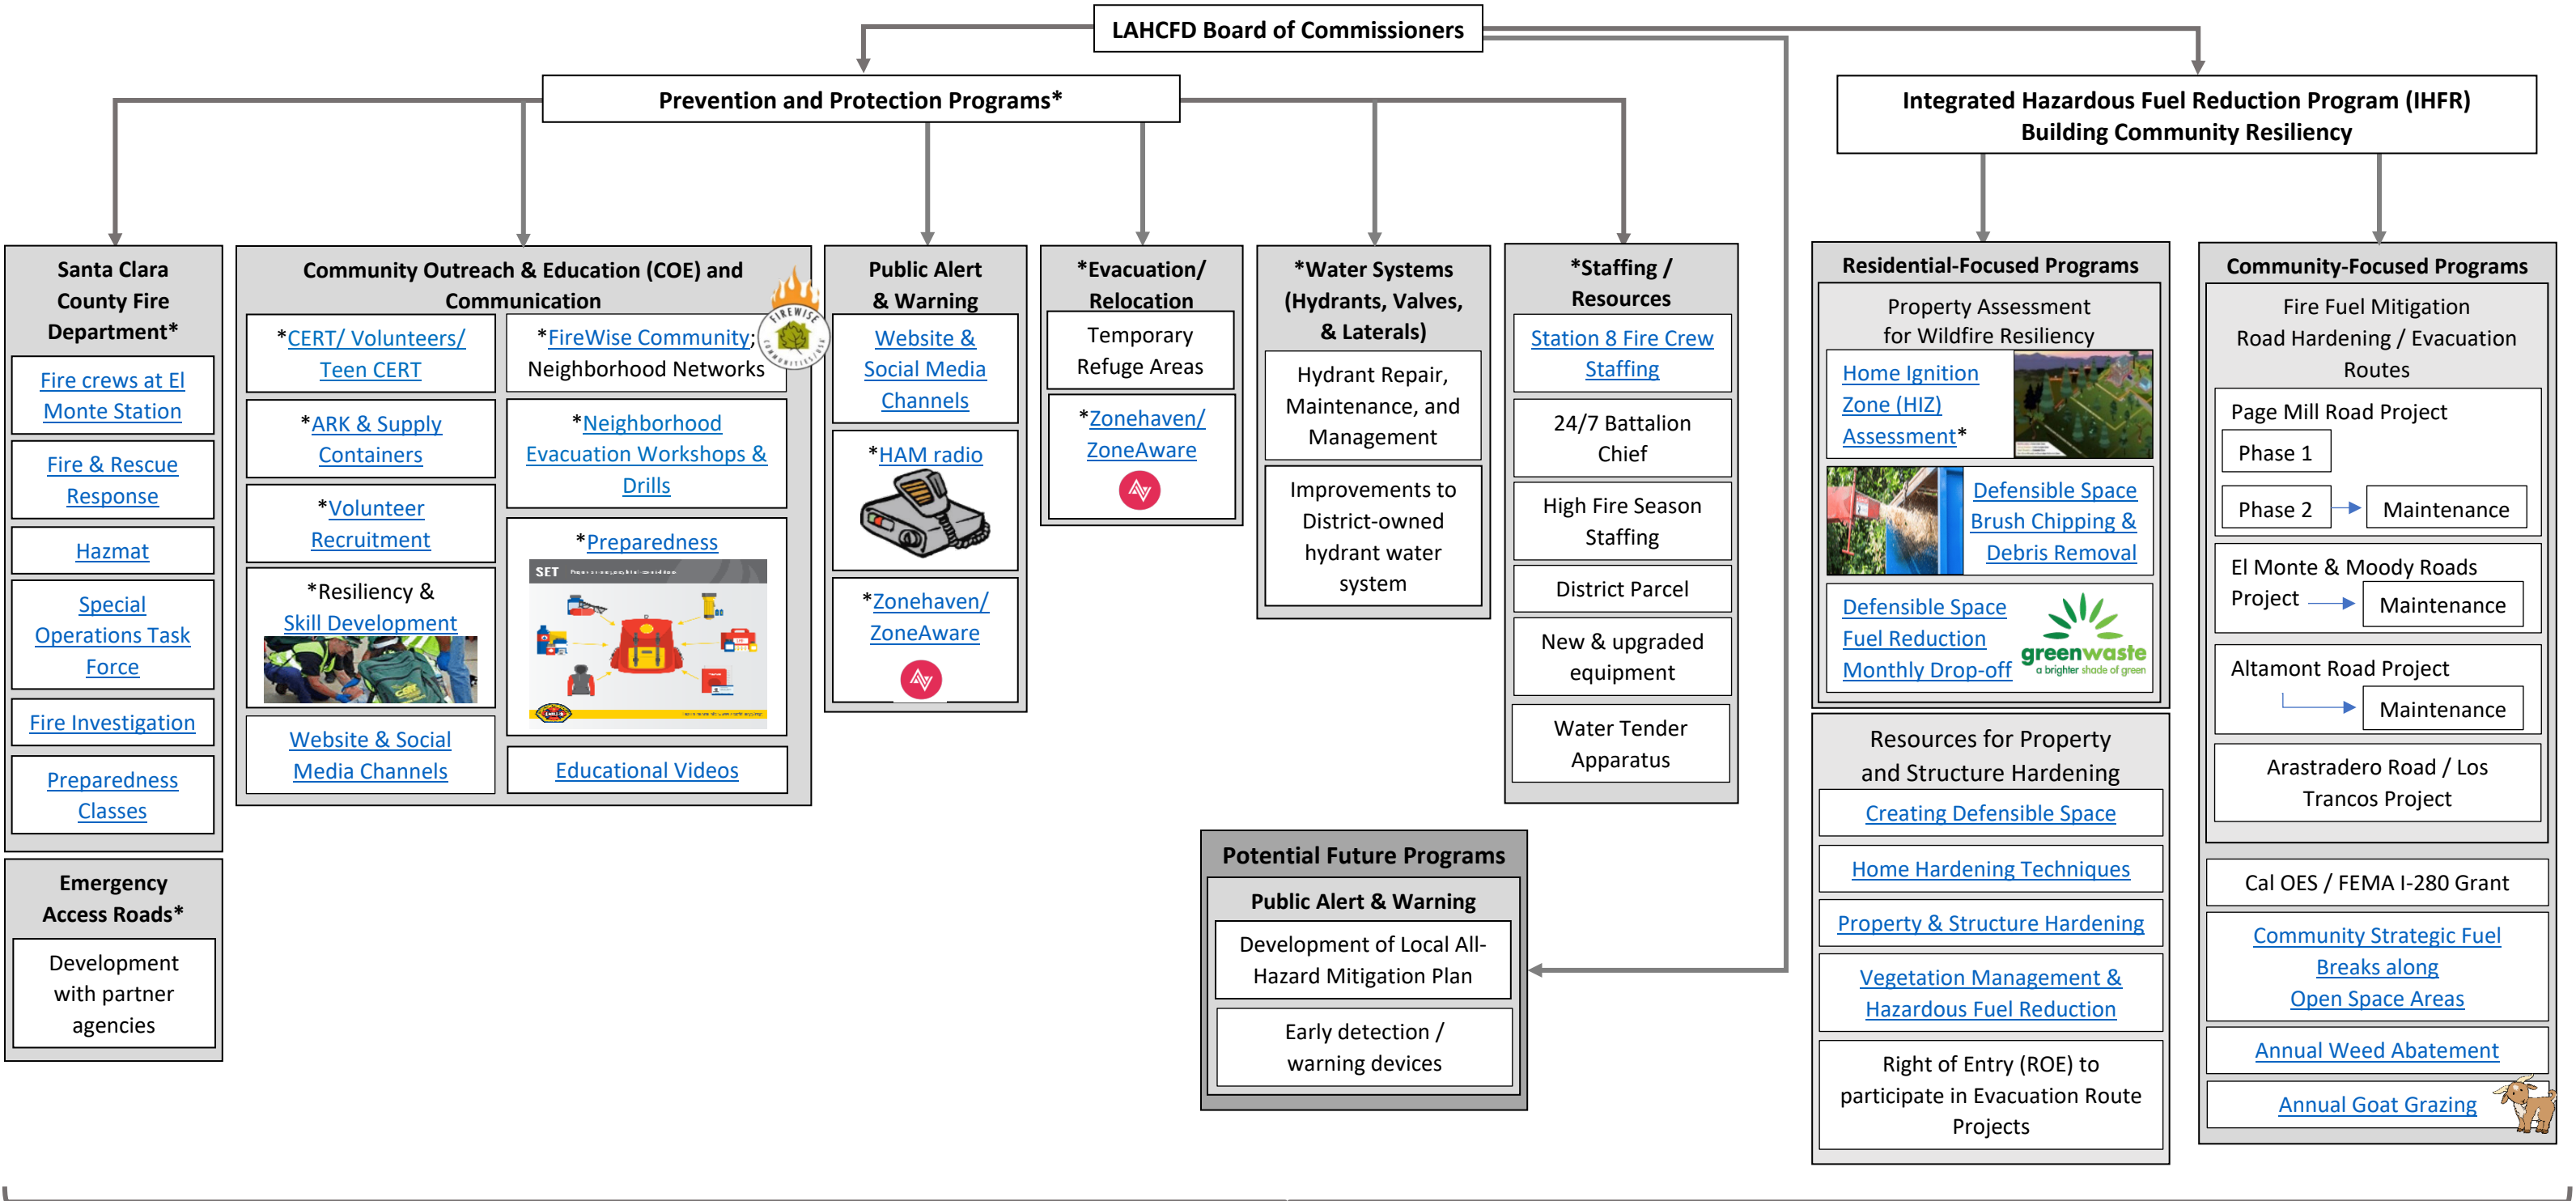 LAHCFD Board of Commissioners
Prevention and Protection Programs*
Integrated Hazardous Fuel Reduction Program (IHFR)
Building Community Resiliency
Santa Clara
County Fire
Department*
Fire crews at El
Monte Station
Fire & Rescue
Response
Hazmat
Special
Operations Task
Force
Fire Investigation
Preparedness
Classes
Emergency
Access Roads*
Development
with partner
agencies
Community Outreach & Education (COE) and
Communication
*CERT/ Volunteers/
Teen CERT
*ARK & Supply
Containers
*Volunteer
Recruitment
*Resiliency &
Skill Development
CERT
Website & Social
Media Channels
*FireWise Community;
Neighborhood Networks
FIREWISE
COMMUNITIES/USA
*Neighborhood
Evacuation Workshops &
Drills
*Preparedness
SET
Educational Videos
Public Alert
& Warning
Website &
Social Media
Channels
*HAM radio
*Zonehaven/
ZoneAware
*Evacuation/
Relocation
Temporary
Refuge Areas
*Zonehaven/
ZoneAware
*Water Systems
(Hydrants, Valves,
& Laterals)
Hydrant Repair,
Maintenance, and
Management
Improvements to
District-owned
hydrant water
system
*Staffing /
Resources
Station 8 Fire Crew
Staffing
24/7 Battalion
Chief
High Fire Season
Staffing
District Parcel
New & upgraded
equipment
Water Tender
Apparatus
Potential Future Programs
Public Alert & Warning
Development of Local All-
Hazard Mitigation Plan
Early detection /
warning devices
Residential-Focused Programs
Property Assessment
for Wildfire Resiliency
Home Ignition
Zone (HIZ)
Assessment*
Defensible Space
Brush Chipping &
Debris Removal
Defensible Space
Fuel Reduction
Monthly Drop-off
greenwaste
a brighter shade of green
Resources for Property
and Structure Hardening
Creating Defensible Space
Home Hardening Techniques
Property & Structure Hardening
Vegetation Management &
Hazardous Fuel Reduction
Right of Entry (ROE) to
participate in Evacuation Route
Projects
Community-Focused Programs
Fire Fuel Mitigation
Road Hardening / Evacuation
Routes
Page Mill Road Project
Phase 1
Phase 2
Maintenance
El Monte & Moody Roads
Project
Maintenance
Altamont Road Project
Maintenance
Arastradero Road / Los
Trancos Project
Cal OES / FEMA I-280 Grant
Community Strategic Fuel
Breaks along
Open Space Areas
Annual Weed Abatement
Annual Goat Grazing